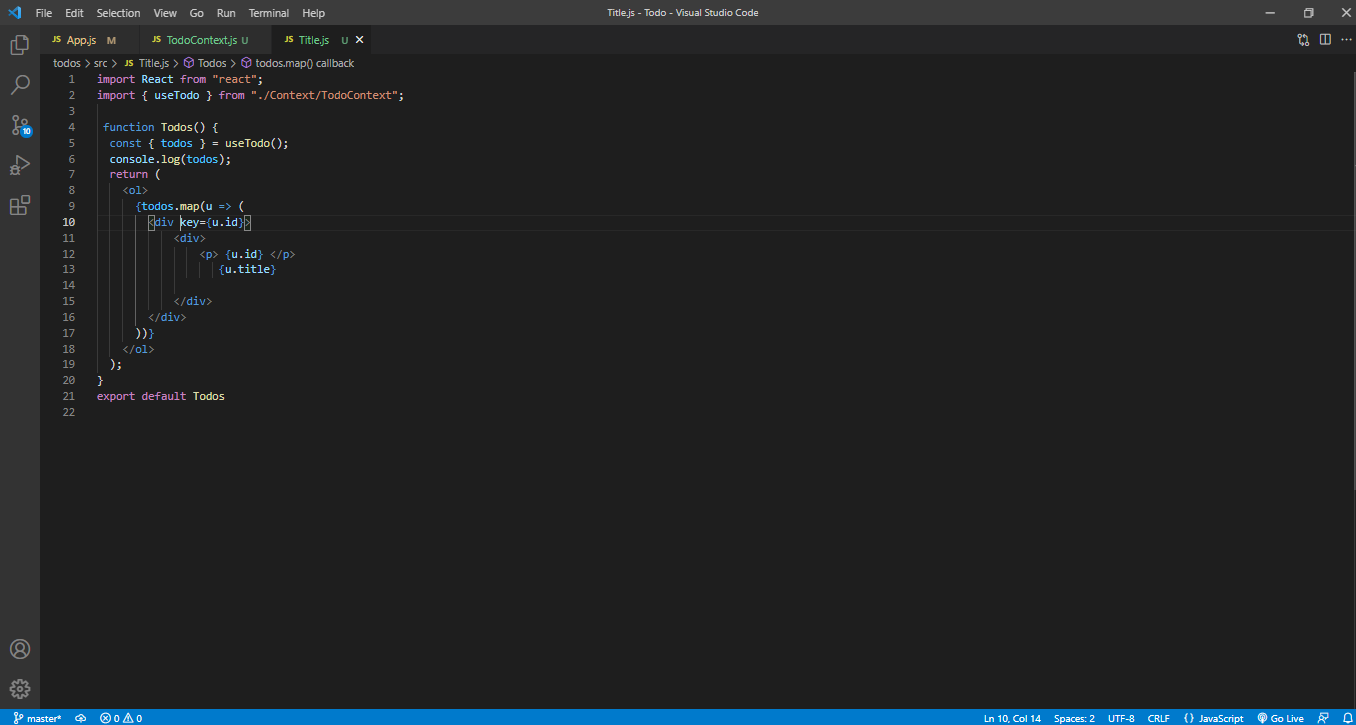 File Edit Selection View Go Run Terminal Help
Title.js - Todo - Visual Studio Code
JS App.js M JS TodoContext.js U JS Title.js U
todos > src > JS Title.js > Todos > todos.map() callback
1 import React from "react";
2 import { useTodo } from "./Context/TodoContext";
3
4 function Todos() {
5 const { todos } = useTodo();
6 console.log(todos);
7 return (
8 <ol>
9 {todos.map(u => (
10 <div key={u.id}>
11 <div>
12 <p> {u.id} </p>
13 {u.title}
14
15 </div>
16 </div>
17 ))}
18 </ol>
19 );
20 }
21 export default Todos
22
10
master* 0 0 Ln 10, Col 14 Spaces: 2 UTF-8 CRLF {} JavaScript Go Live